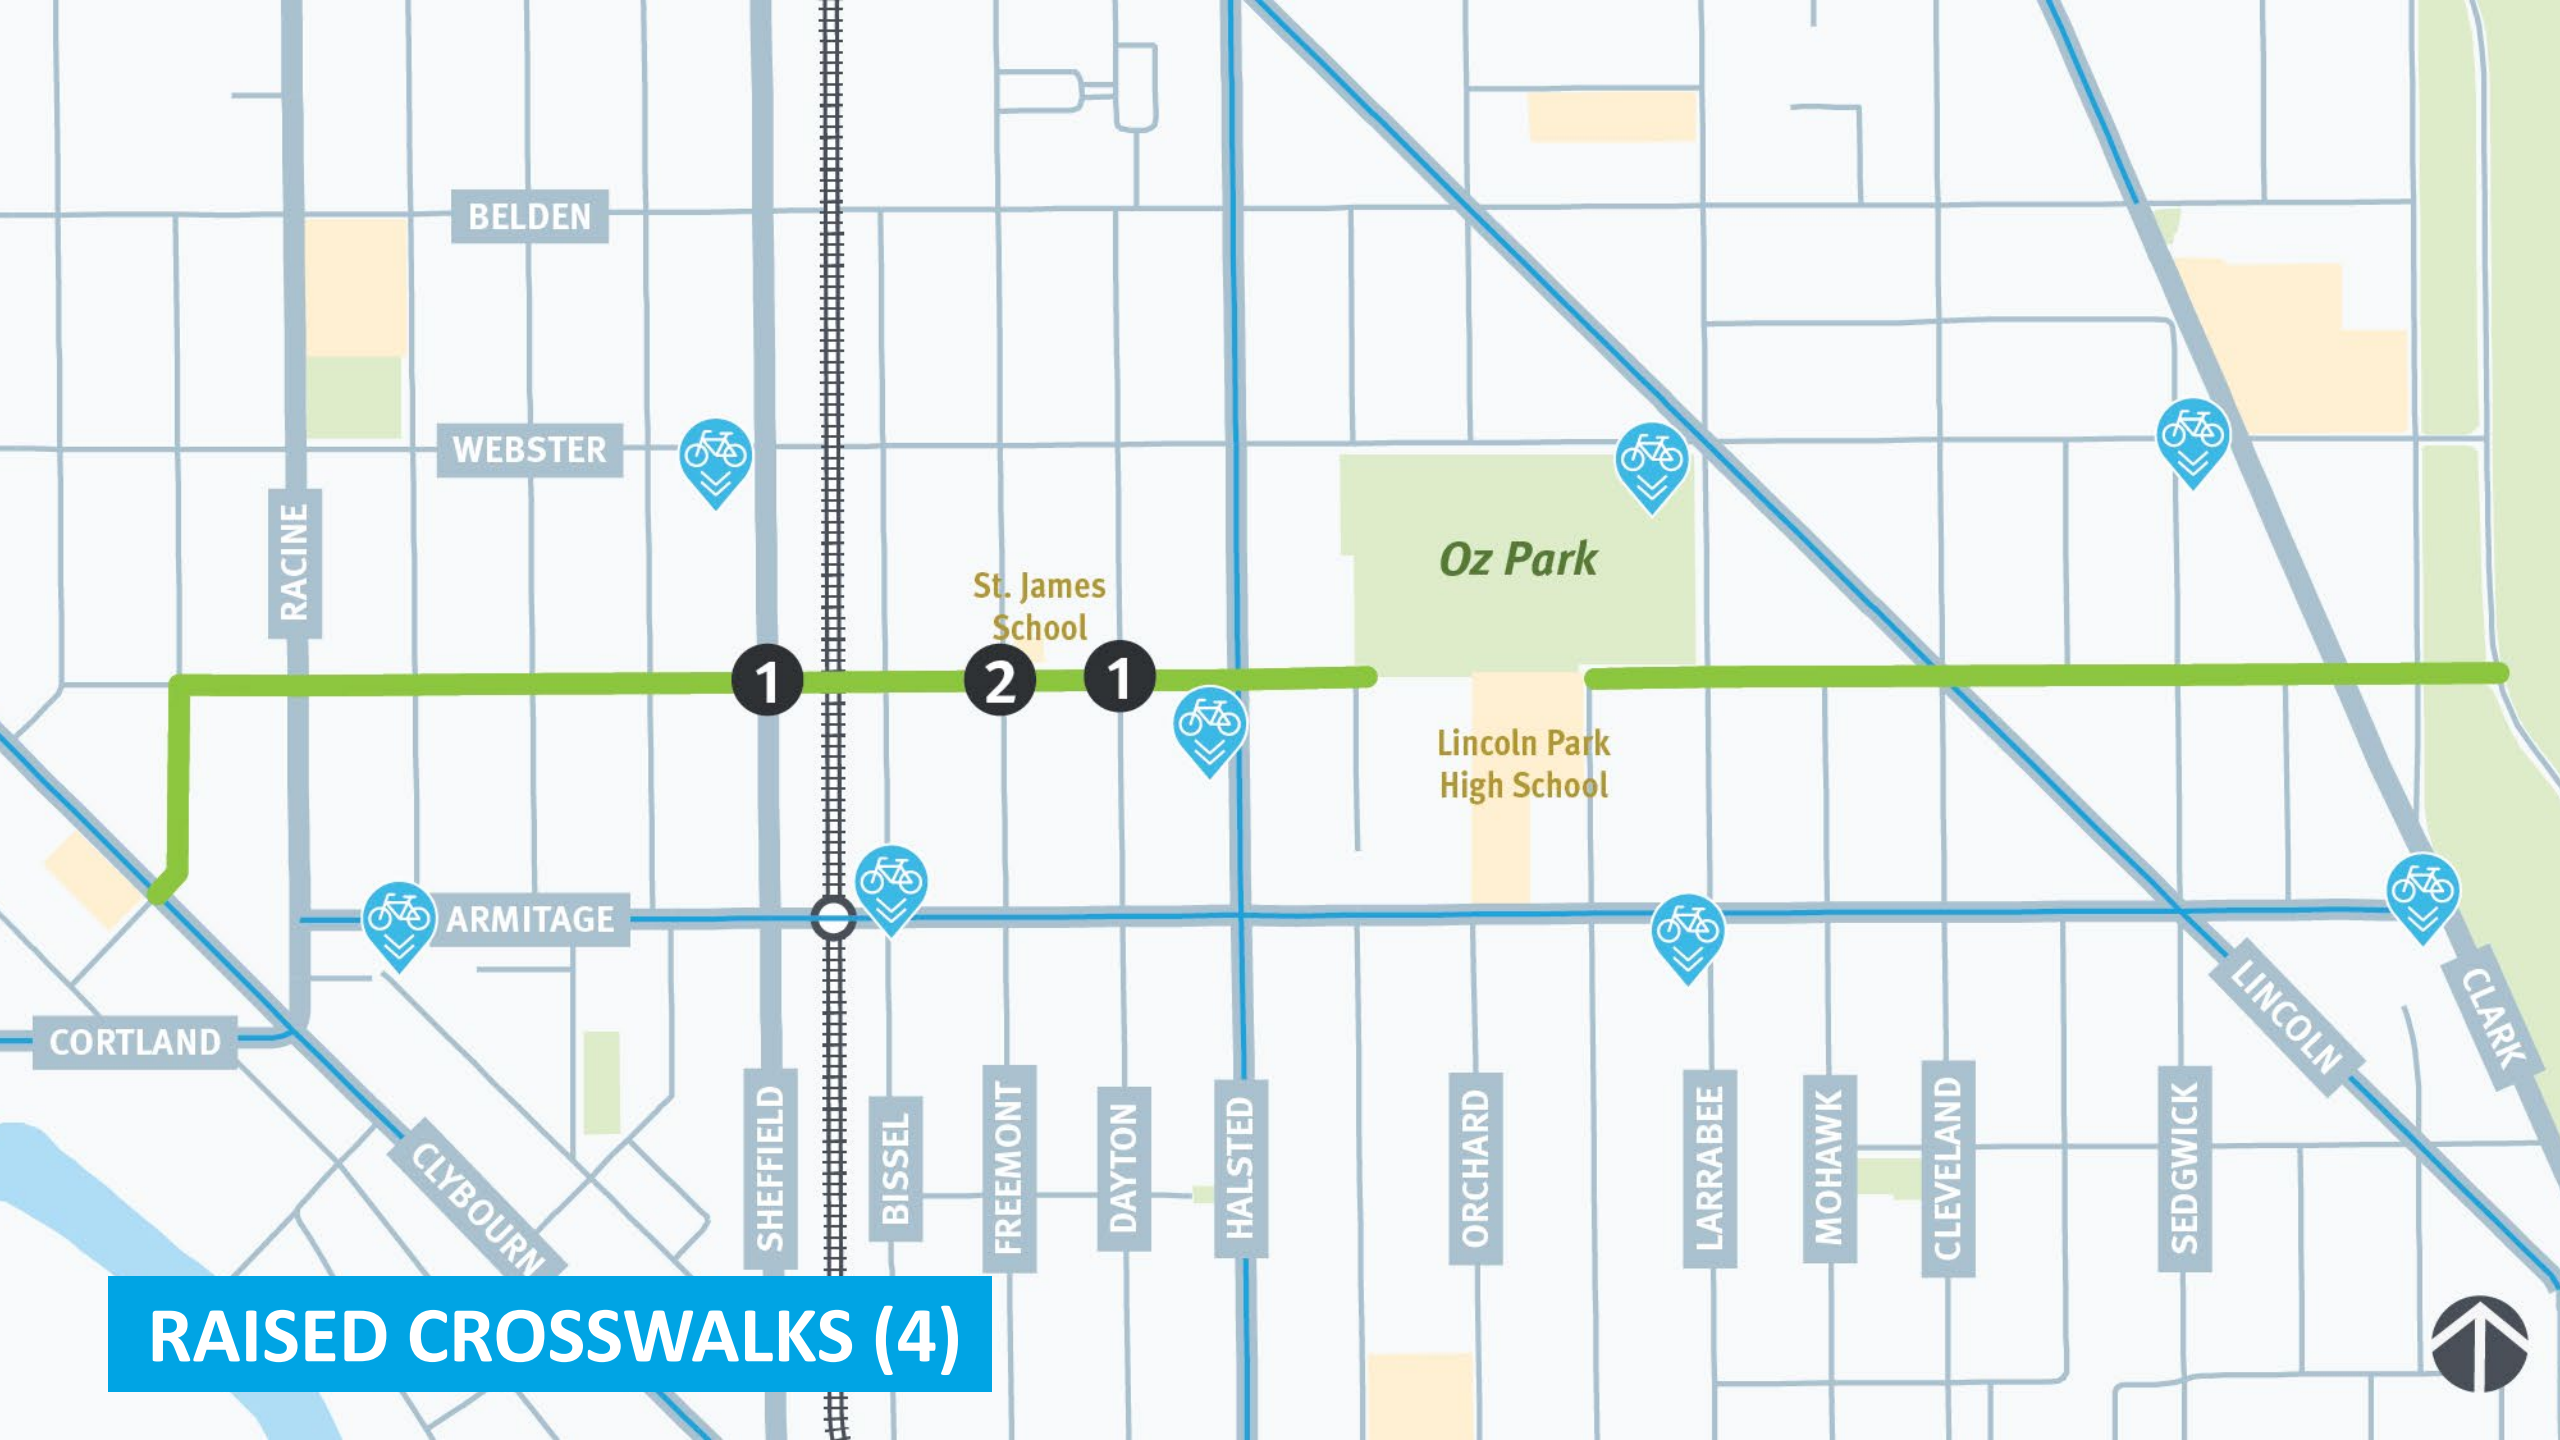 BELDEN
WEBSTER
RACINE
Oz Park
St. James
School
1
2
1
Lincoln Park
High School
ARMITAGE
CORTLAND
CLYBOURN
SHEFFIELD
BISSEL
FREEMONT
DAYTON
HALSTED
ORCHARD
LARRABEE
MOHAWK
CLEVELAND
SEDGWICK
LINCOLN
CLARK
RAISED CROSSWALKS (4)